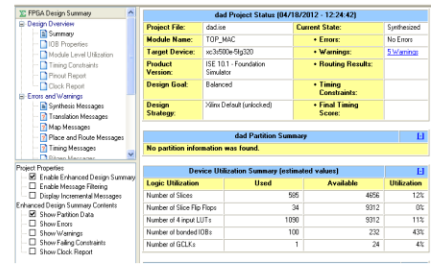 FPGA Design Summary
Design Overview
Summary
IOB Properties
Module Level Utilization
Timing Constraints
Pinout Report
Clock Report
Errors and Warnings
Synthesis Messages
Translation Messages
Map Messages
Place and Route Messages
Timing Messages
Bitgen Messages
Project Properties
Enable Enhanced Design Summary
Enable Message Filtering
Display Incremental Messages
Enhanced Design Summary Contents
Show Partition Data
Show Errors
Show Warnings
Show Failing Constraints
Show Clock Report
dad Project Status (04/18/2012 - 12:24:42)
Project File: dad.ise Current State: Synthesized
Module Name: TOP_MAC • Errors: No Errors
Target Device: xc3s500e-5fg320 • Warnings: 5 Warnings
Product Version: ISE 10.1 - Foundation Simulator • Routing Results:
Design Goal: Balanced • Timing Constraints:
Design Strategy: Xilinx Default (unlocked) • Final Timing Score:
dad Partition Summary
No partition information was found.
Device Utilization Summary (estimated values)
Logic Utilization Used Available Utilization
Number of Slices 585 4656 12%
Number of Slice Flip Flops 34 9312 0%
Number of 4 input LUTs 1090 9312 11%
Number of bonded IOBs 100 232 43%
Number of GCLKs 1 24 4%